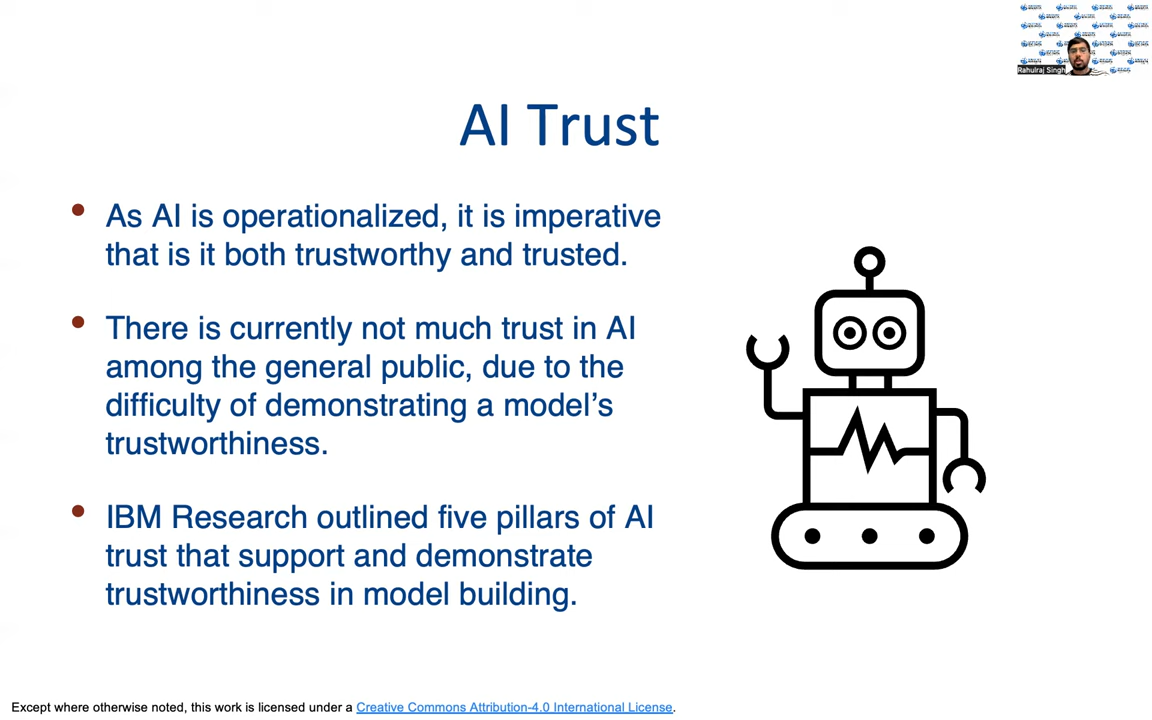 Rahulraj Singh
AI Trust
• As AI is operationalized, it is imperative
that is it both trustworthy and trusted.
• There is currently not much trust in AI
among the general public, due to the
difficulty of demonstrating a model’s
trustworthiness.
• IBM Research outlined five pillars of AI
trust that support and demonstrate
trustworthiness in model building.
Except where otherwise noted, this work is licensed under a Creative Commons Attribution-4.0 International License.